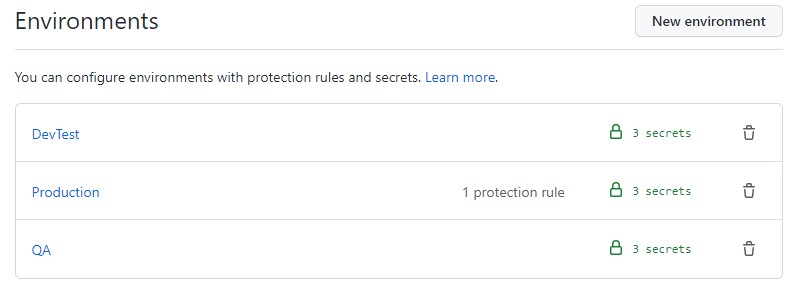 Environments
New environment
You can configure environments with protection rules and secrets. Learn more.
DevTest 3 secrets
Production 1 protection rule 3 secrets
QA 3 secrets